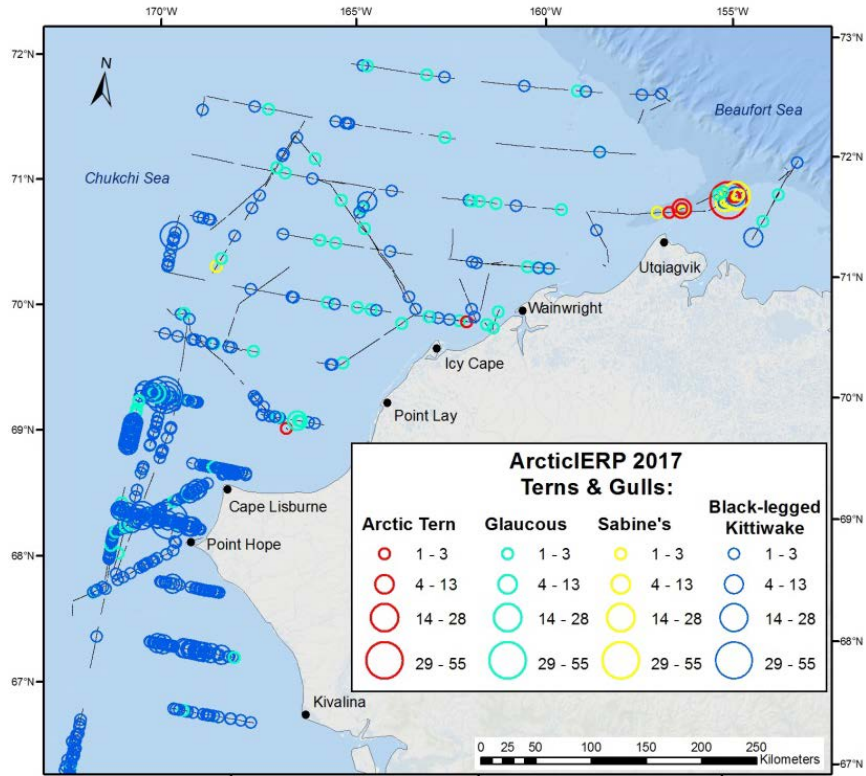 170°W 165°W 160°W 155°W
73°N
72°N
N
Beaufort Sea
72°N
71°N
Chukchi Sea
71°N
Utqiagvik
70°N
Wainwright
Icy Cape
70°N
Point Lay
69°N
ArcticIERP 2017
Terns & Gulls:
Arctic Tern Glaucous Sabine's Black-legged Kittiwake
1 - 3 1 - 3 1 - 3 1 - 3
4 - 13 4 - 13 4 - 13 4 - 13
14 - 28 14 - 28 14 - 28 14 - 28
29 - 55 29 - 55 29 - 55 29 - 55
69°N
Cape Lisburne
68°N
Point Hope
68°N
67°N
Kivalina
0 25 50 100 150 200 250
Kilometers
67°N